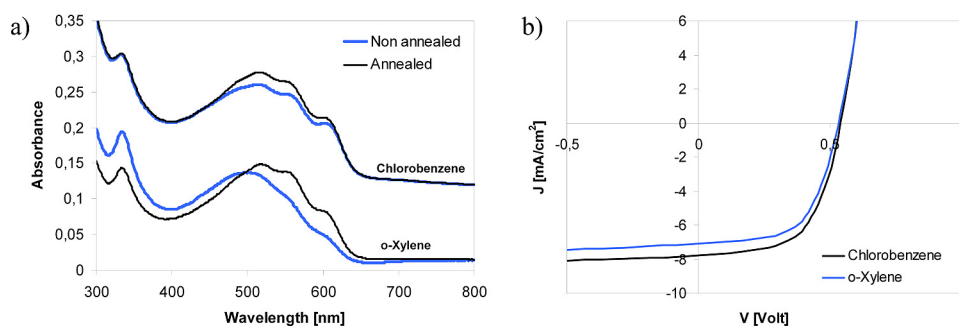 a)
Absorbance
0,35
0,3
0,25
0,2
0,15
0,1
0,05
0
Non annealed
Annealed
Chlorobenzene
o-Xylene
300
400
500
600
700
800
Wavelength [nm]
b)
J [mA/cm²]
6
4
2
0
-2
-4
-6
-8
-10
-0,5
0
0,5
Chlorobenzene
o-Xylene
V [Volt]